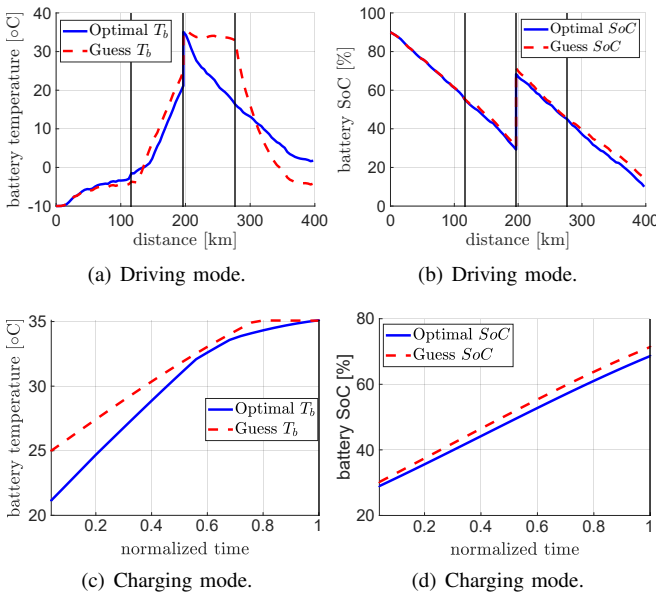 battery temperature [∘C]
40
30
20
10
0
-10
Optimal T_b
Guess T_b
0
100
200
300
400
distance [km]
(a) Driving mode.
battery SoC [%]
100
80
60
40
20
0
Optimal SoC
Guess SoC
0
100
200
300
400
distance [km]
(b) Driving mode.
battery temperature [∘C]
35
30
25
20
Optimal T_b
Guess T_b
0.2
0.4
0.6
0.8
1
normalized time
(c) Charging mode.
battery SoC [%]
80
60
40
20
Optimal SoC
Guess SoC
0.2
0.4
0.6
0.8
1
normalized time
(d) Charging mode.